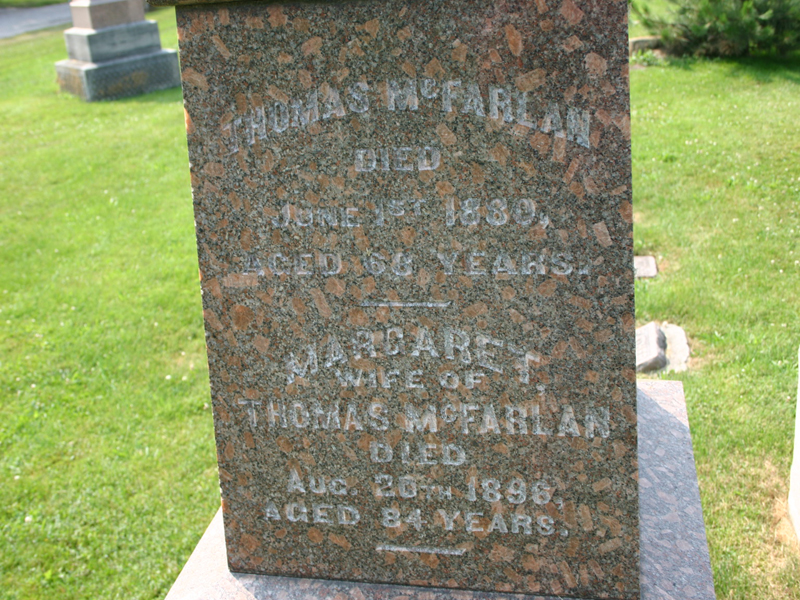 THOMAS McFARLAN
DIED
JUNE 1ST 1880,
AGED 68 YEARS.
MARGARET,
WIFE OF
THOMAS McFARLAN
DIED
AUG. 20TH 1896,
AGED 84 YEARS.